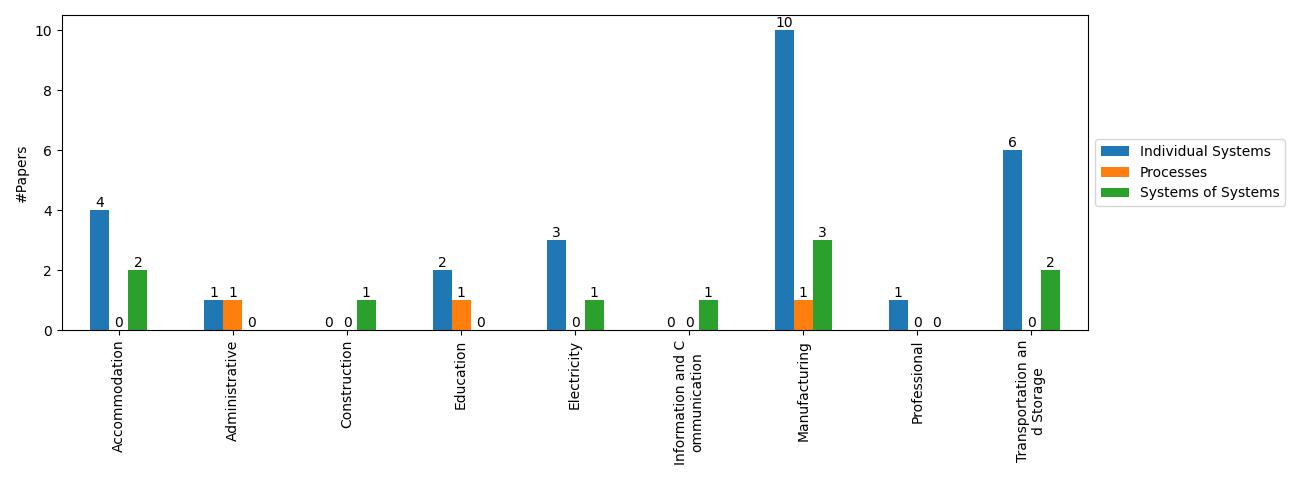 #Papers
10
8
6
4
2
0
4
0
2
1
1
0
0
0
1
2
1
0
3
0
1
0
0
1
10
1
3
1
0
0
6
0
2
Accommodation
Administrative
Construction
Education
Electricity
Information and C
ommunication
Manufacturing
Professional
Transportation an
d Storage
Individual Systems
Processes
Systems of Systems